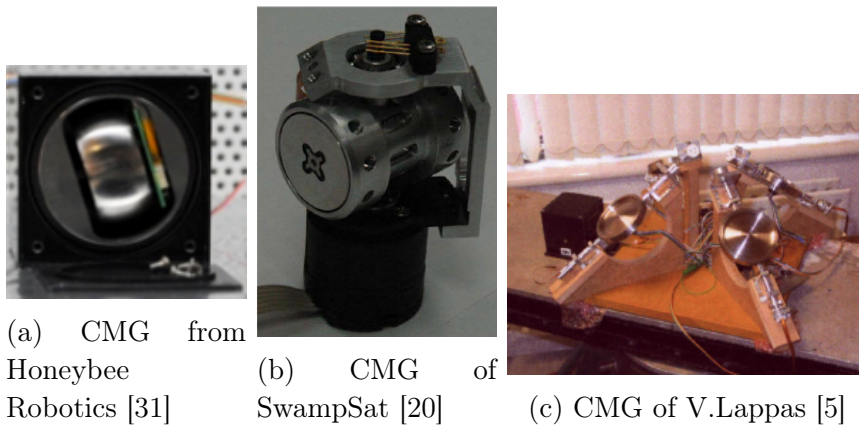 (a) CMG from
Honeybee
Robotics [31]
(b) CMG of
SwampSat [20]
(c) CMG of V.Lappas [5]